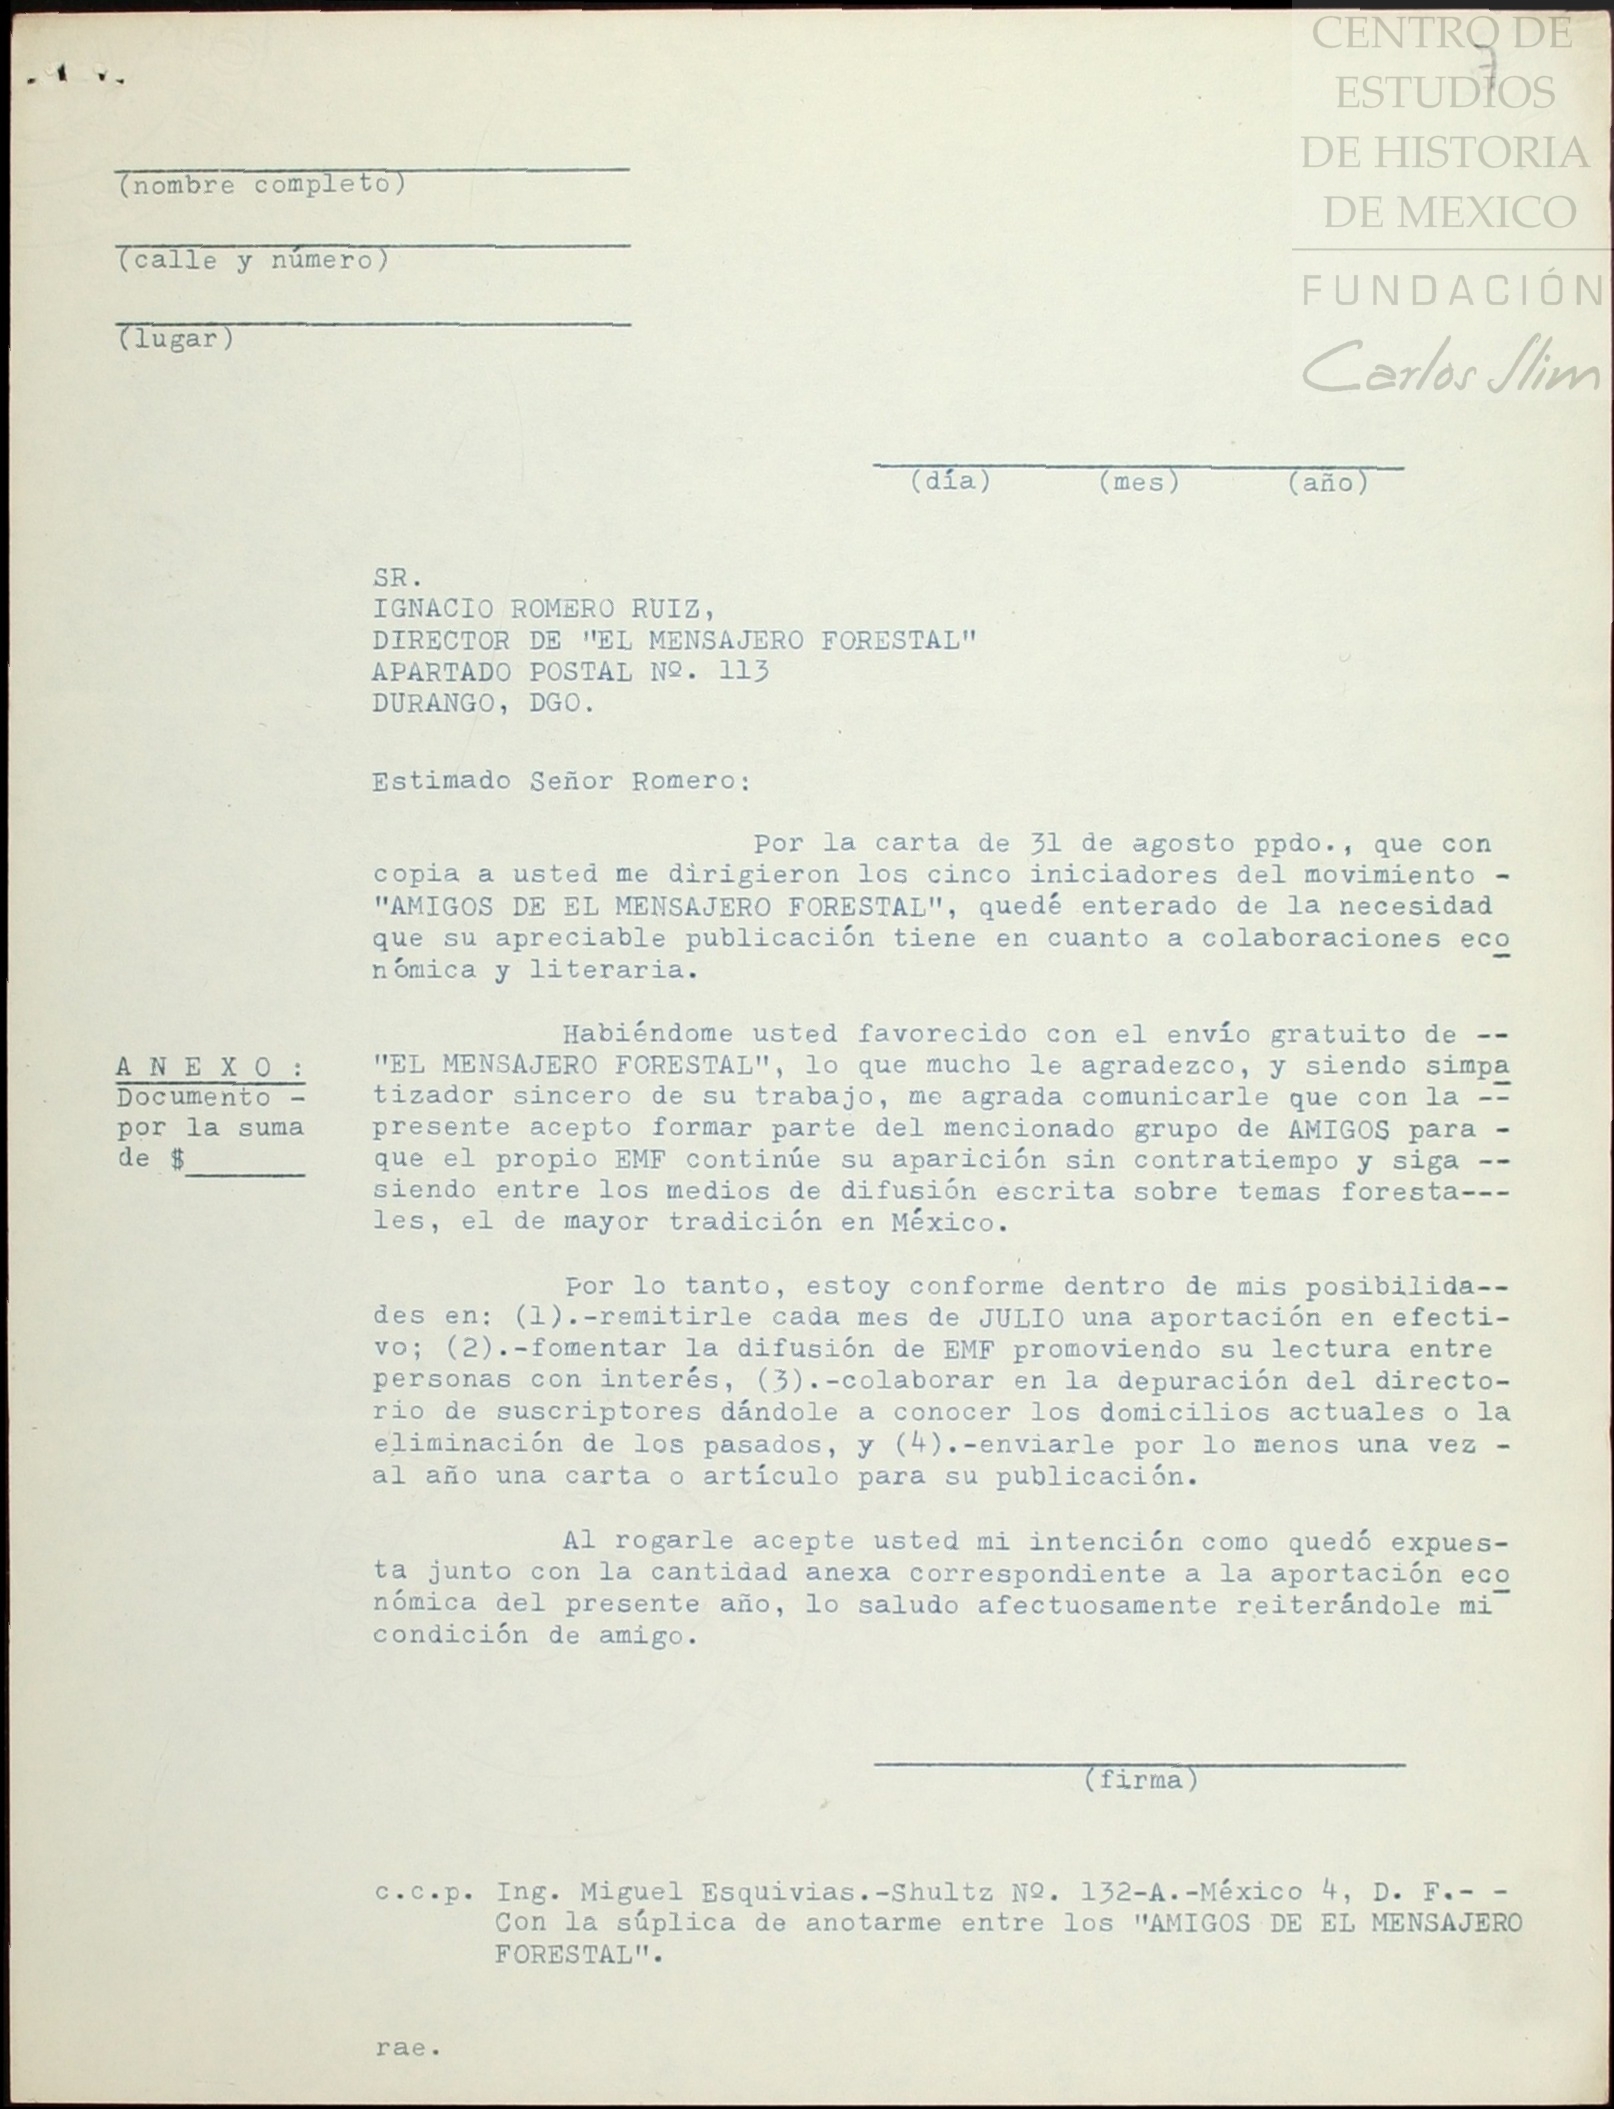 CENTRO DE
ESTUDIOS
DE HISTORIA
DE MEXICO
FUNDACIÓN
Carlos Slim
7
(nombre completo)
(calle y número)
(lugar)
(día) (mes) (año)
SR.
IGNACIO ROMERO RUIZ,
DIRECTOR DE "EL MENSAJERO FORESTAL"
APARTADO POSTAL Nº. 113
DURANGO, DGO.
Estimado Señor Romero:
Por la carta de 31 de agosto ppdo., que con
copia a usted me dirigieron los cinco iniciadores del movimiento -
"AMIGOS DE EL MENSAJERO FORESTAL", quedé enterado de la necesidad
que su apreciable publicación tiene en cuanto a colaboraciones eco
nómica y literaria.
Habiéndome usted favorecido con el envío gratuito de --
"EL MENSAJERO FORESTAL", lo que mucho le agradezco, y siendo simpa
tizador sincero de su trabajo, me agrada comunicarle que con la --
presente acepto formar parte del mencionado grupo de AMIGOS para -
que el propio EMF continúe su aparición sin contratiempo y siga --
siendo entre los medios de difusión escrita sobre temas foresta---
les, el de mayor tradición en México.
A N E X O :
Documento -
por la suma
de $
Por lo tanto, estoy conforme dentro de mis posibilida--
des en: (1).-remitirle cada mes de JULIO una aportación en efecti-
vo; (2).-fomentar la difusión de EMF promoviendo su lectura entre
personas con interés, (3).-colaborar en la depuración del directo-
rio de suscriptores dándole a conocer los domicilios actuales o la
eliminación de los pasados, y (4).-enviarle por lo menos una vez -
al año una carta o artículo para su publicación.
Al rogarle acepte usted mi intención como quedó expues-
ta junto con la cantidad anexa correspondiente a la aportación eco
nómica del presente año, lo saludo afectuosamente reiterándole mi
condición de amigo.
(firma)
c.c.p. Ing. Miguel Esquivias.-Shultz Nº. 132-A.-México 4, D. F.- -
Con la súplica de anotarme entre los "AMIGOS DE EL MENSAJERO
FORESTAL".
rae.